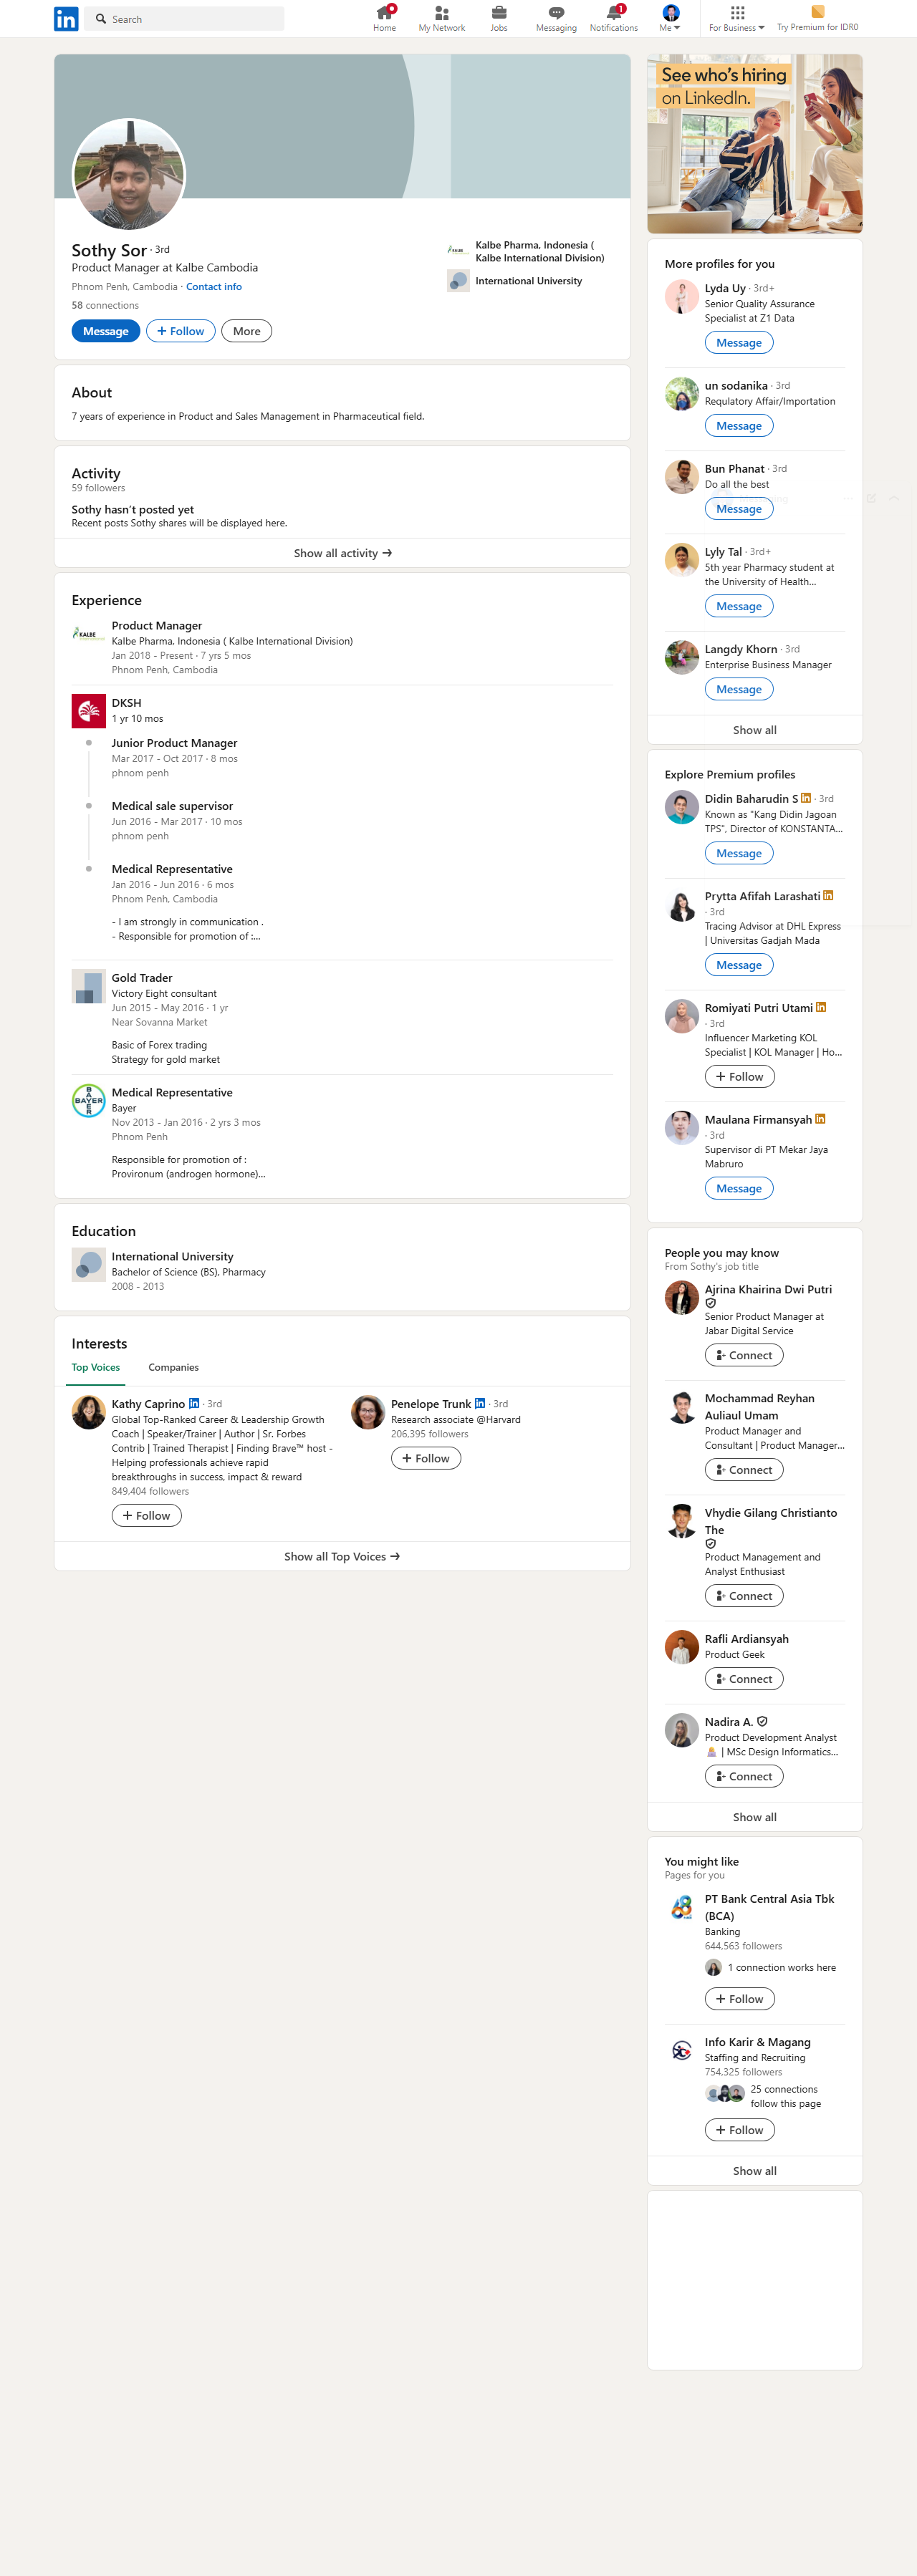 in
Search
Home
My Network
Jobs
Messaging
1
Notifications
Me
For Business
Try Premium for IDR0
See who's hiring
on LinkedIn.
Sothy Sor · 3rd
Product Manager at Kalbe Cambodia
Phnom Penh, Cambodia · Contact info
58 connections
Message
Follow
More
KALBE
Kalbe Pharma, Indonesia (
Kalbe International Division)
International University
About
7 years of experience in Product and Sales Management in Pharmaceutical field.
Activity
59 followers
Sothy hasn't posted yet
Recent posts Sothy shares will be displayed here.
Show all activity →
Experience
KALBE
Product Manager
Kalbe Pharma, Indonesia ( Kalbe International Division)
Jan 2018 - Present · 7 yrs 5 mos
Phnom Penh, Cambodia
DKSH
1 yr 10 mos
Junior Product Manager
Mar 2017 - Oct 2017 · 8 mos
phnom penh
Medical sale supervisor
Jun 2016 - Mar 2017 · 10 mos
phnom penh
Medical Representative
Jan 2016 - Jun 2016 · 6 mos
Phnom Penh, Cambodia
- I am strongly in communication .
- Responsible for promotion of :...
Gold Trader
Victory Eight consultant
Jun 2015 - May 2016 · 1 yr
Near Sovanna Market
Basic of Forex trading
Strategy for gold market
BAYER
Medical Representative
Bayer
Nov 2013 - Jan 2016 · 2 yrs 3 mos
Phnom Penh
Responsible for promotion of :
Provironum (androgen hormone)...
Education
International University
Bachelor of Science (BS), Pharmacy
2008 - 2013
Interests
Top Voices
Companies
Kathy Caprino in · 3rd
Global Top-Ranked Career & Leadership Growth
Coach | Speaker/Trainer | Author | Sr. Forbes
Contrib | Trained Therapist | Finding Brave™ host -
Helping professionals achieve rapid
breakthroughs in success, impact & reward
849,404 followers
Follow
Penelope Trunk in · 3rd
Research associate @Harvard
206,395 followers
Follow
Show all Top Voices →
More profiles for you
Lyda Uy · 3rd+
Senior Quality Assurance
Specialist at Z1 Data
Message
un sodanika · 3rd
Requlatory Affair/Importation
Message
Bun Phanat · 3rd
Do all the best
Message
Lyly Tal · 3rd+
5th year Pharmacy student at
the University of Health...
Message
Langdy Khorn · 3rd
Enterprise Business Manager
Message
Show all
Explore Premium profiles
Didin Baharudin S in · 3rd
Known as "Kang Didin Jagoan
TPS", Director of KONSTANTA...
Message
Prytta Afifah Larashati in
· 3rd
Tracing Advisor at DHL Express
| Universitas Gadjah Mada
Message
Romiyati Putri Utami in
· 3rd
Influencer Marketing KOL
Specialist | KOL Manager | Ho...
Follow
Maulana Firmansyah in
· 3rd
Supervisor di PT Mekar Jaya
Mabruro
Message
People you may know
From Sothy's job title
Ajrina Khairina Dwi Putri
Senior Product Manager at
Jabar Digital Service
Connect
Mochammad Reyhan
Auliaul Umam
Product Manager and
Consultant | Product Manager...
Connect
Vhydie Gilang Christianto
The
Product Management and
Analyst Enthusiast
Connect
Rafli Ardiansyah
Product Geek
Connect
Nadira A.
Product Development Analyst
| MSc Design Informatics...
Connect
Show all
You might like
Pages for you
PT Bank Central Asia Tbk
(BCA)
Banking
644,563 followers
1 connection works here
Follow
Info Karir & Magang
Staffing and Recruiting
754,325 followers
25 connections
follow this page
Follow
Show all